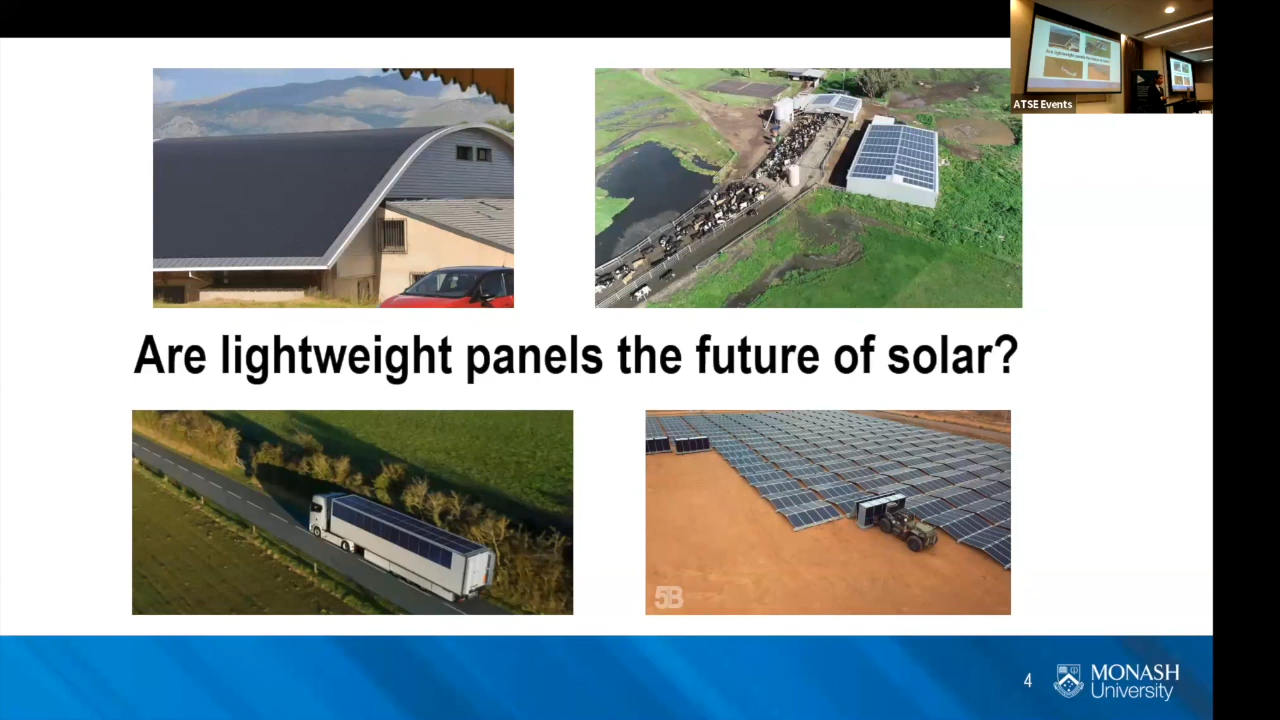 ATSE Events
Are lightweight panels the future of solar?
5B
4
MONASH
University